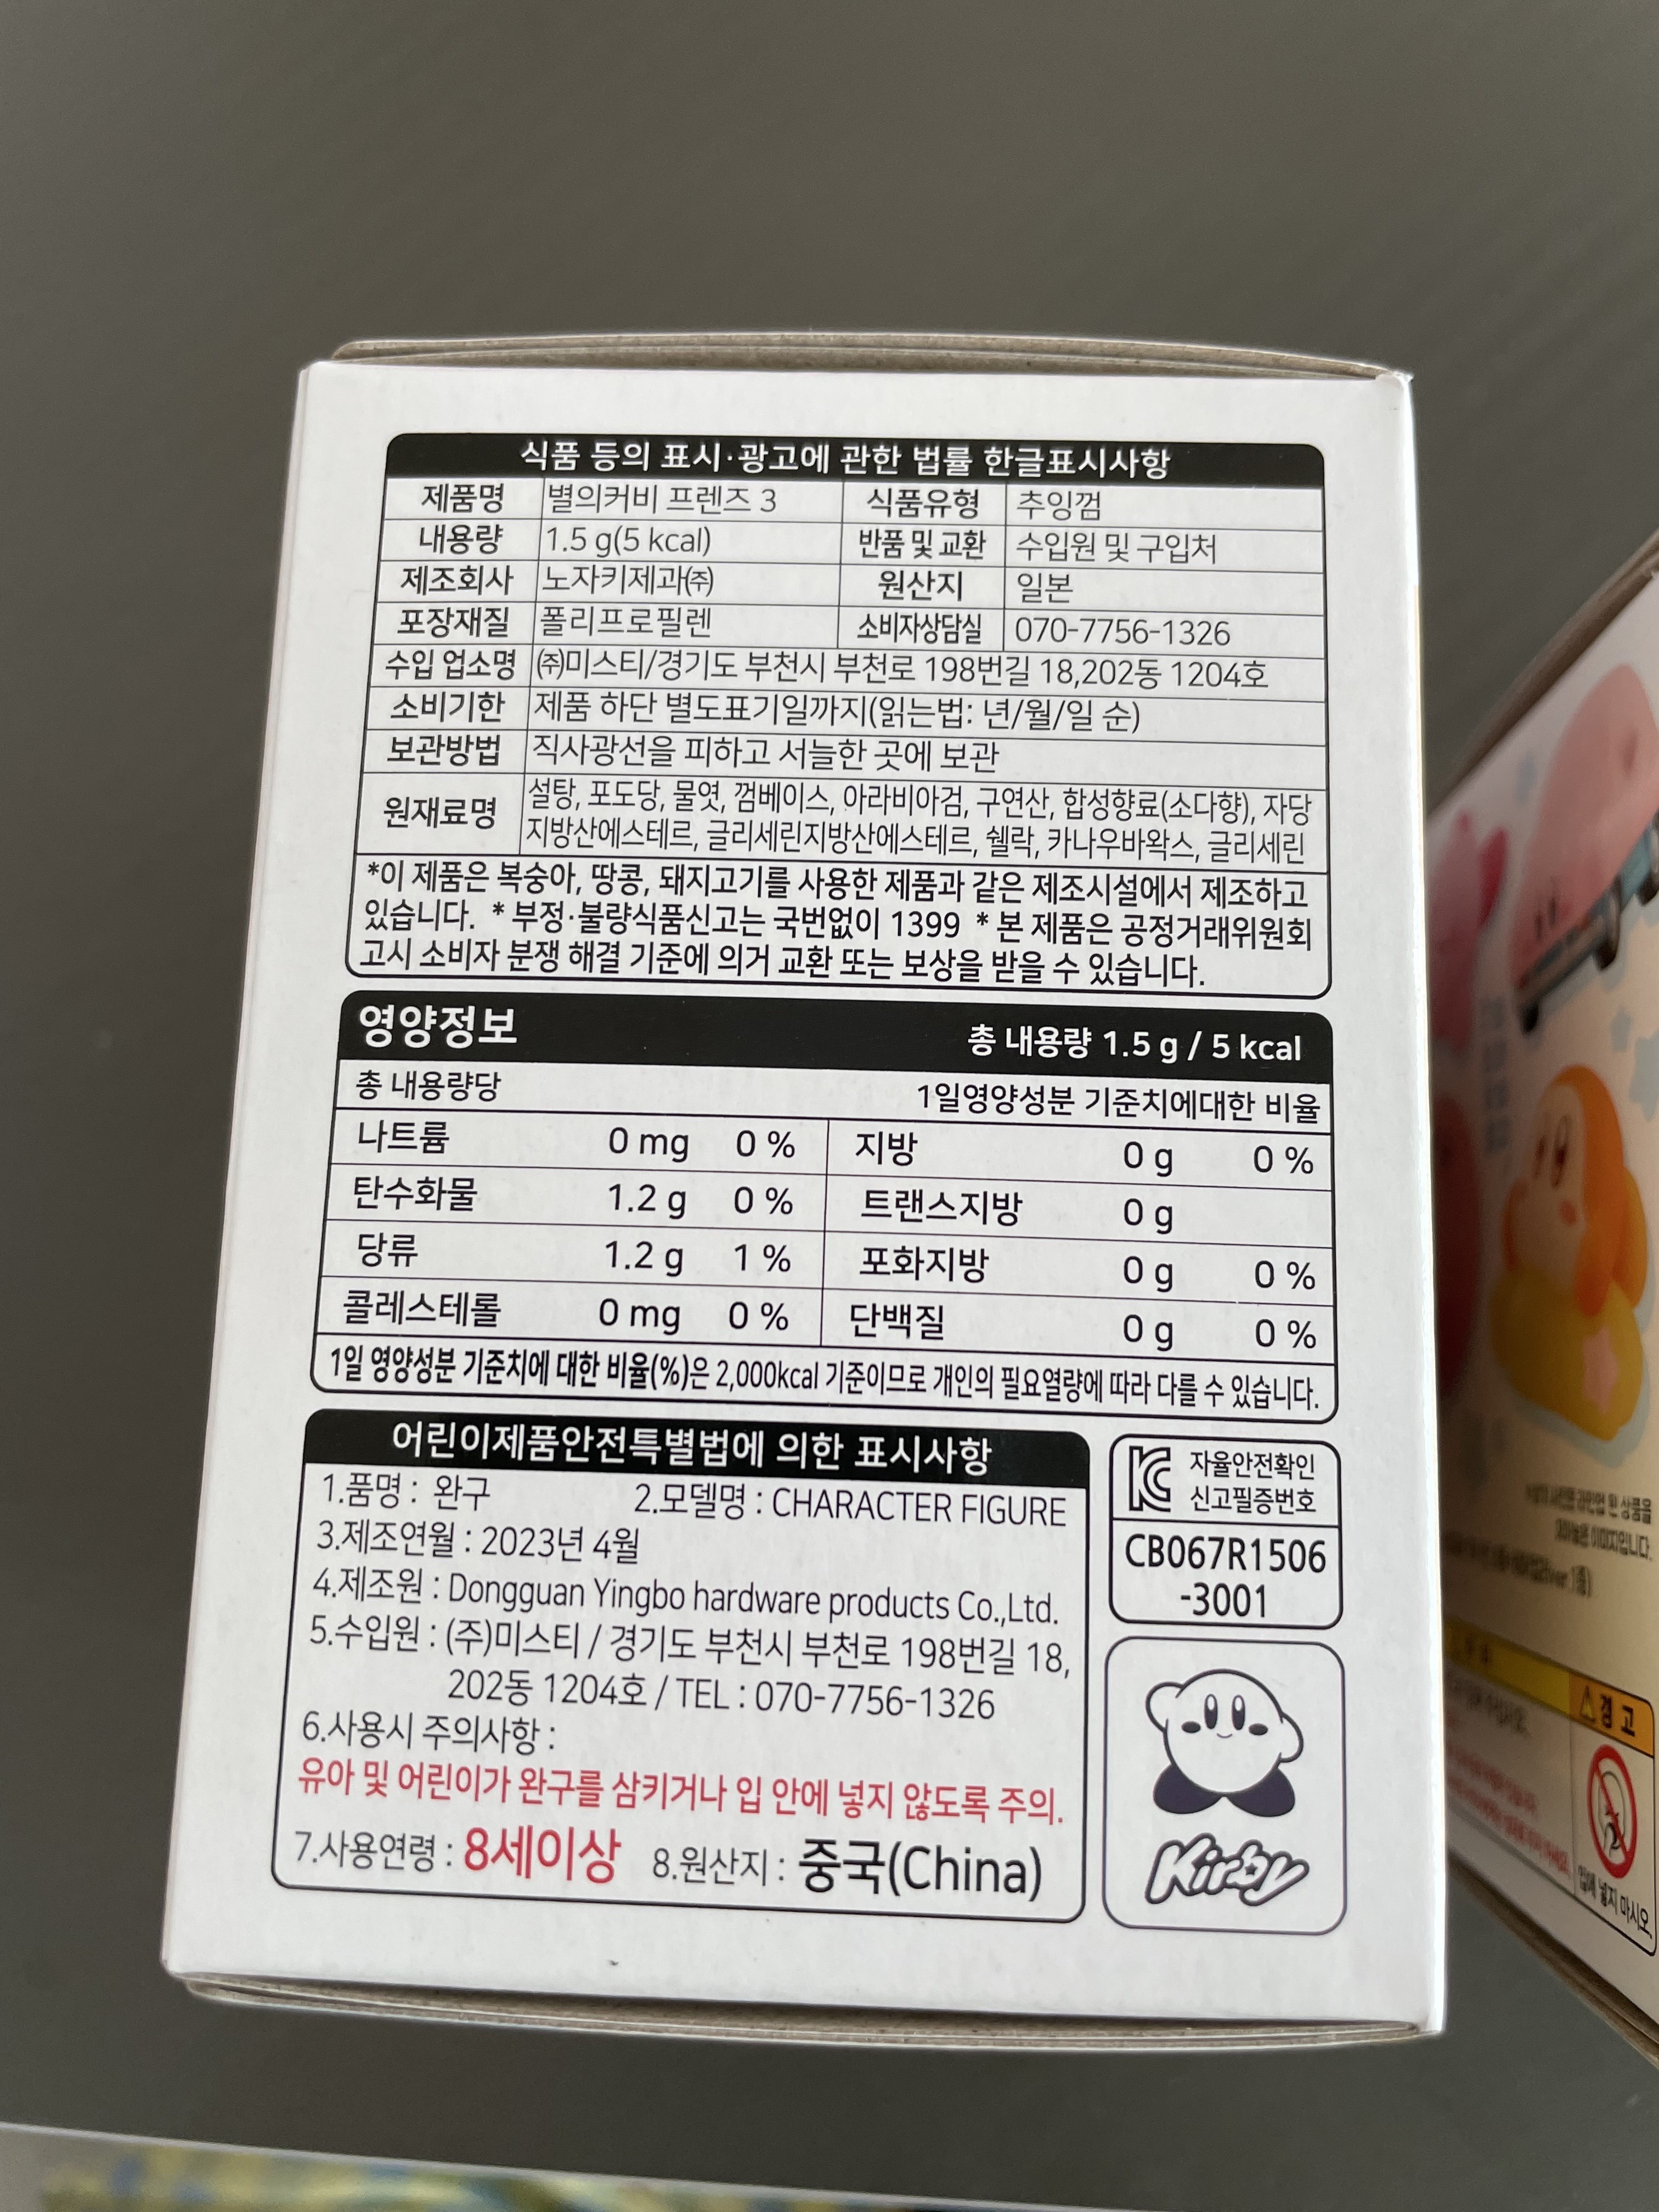 식품 등의 표시·광고에 관한 법률 한글표시사항
제품명 별의커비 프렌즈 3 식품유형 추잉껌
내용량 1.5 g(5 kcal) 반품 및 교환 수입원 및 구입처
제조회사 노자키제과㈜ 원산지 일본
포장재질 폴리프로필렌 소비자상담실 070-7756-1326
수입 업소명 ㈜미스티/경기도 부천시 부천로 198번길 18,202동 1204호
소비기한 제품 하단 별도표기일까지(읽는법: 년/월/일 순)
보관방법 직사광선을 피하고 서늘한 곳에 보관
원재료명 설탕, 포도당, 물엿, 껌베이스, 아라비아검, 구연산, 합성향료(소다향), 자당
지방산에스테르, 글리세린지방산에스테르, 쉘락, 카나우바왁스, 글리세린
*이 제품은 복숭아, 땅콩, 돼지고기를 사용한 제품과 같은 제조시설에서 제조하고
있습니다. * 부정·불량식품신고는 국번없이 1399 * 본 제품은 공정거래위원회
고시 소비자 분쟁 해결 기준에 의거 교환 또는 보상을 받을 수 있습니다.
영양정보 총 내용량 1.5 g / 5 kcal
총 내용량당 1일영양성분 기준치에대한 비율
나트륨 0 mg 0 % 지방 0 g 0 %
탄수화물 1.2 g 0 % 트랜스지방 0 g
당류 1.2 g 1 % 포화지방 0 g 0 %
콜레스테롤 0 mg 0 % 단백질 0 g 0 %
1일 영양성분 기준치에 대한 비율(%)은 2,000kcal 기준이므로 개인의 필요열량에 따라 다를 수 있습니다.
어린이제품안전특별법에 의한 표시사항
1.품명 : 완구 2.모델명 : CHARACTER FIGURE
3.제조연월 : 2023년 4월
4.제조원 : Dongguan Yingbo hardware products Co.,Ltd.
5.수입원 : (주)미스티 / 경기도 부천시 부천로 198번길 18,
202동 1204호 / TEL : 070-7756-1326
6.사용시 주의사항 :
유아 및 어린이가 완구를 삼키거나 입 안에 넣지 않도록 주의.
7.사용연령 : 8세이상 8.원산지 : 중국(China)
자율안전확인
신고필증번호
CB067R1506
-3001
Kirby
상품을
이미지입니다.
경 고
입에 넣지 마시오.